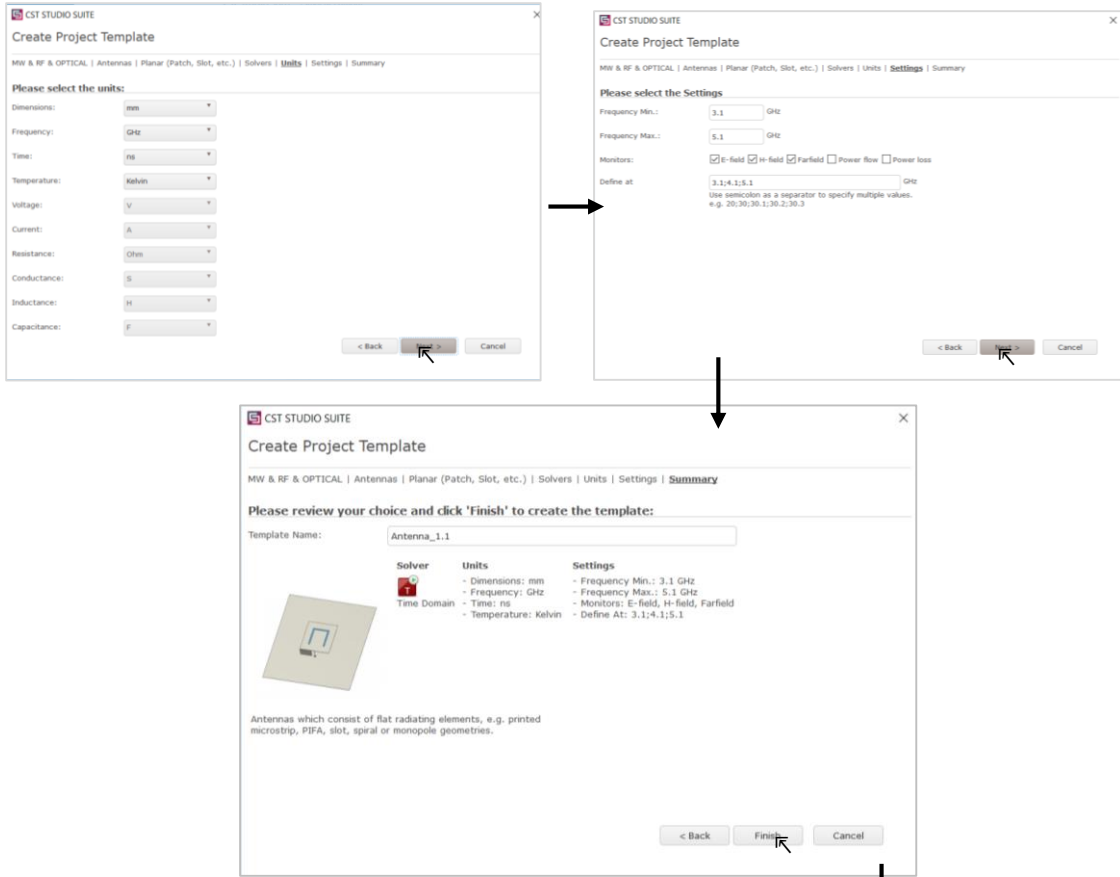 CST STUDIO SUITE
Create Project Template
MW & RF & OPTICAL | Antennas | Planar (Patch, Slot, etc.) | Solvers | Units | Settings | Summary
Please select the units:
Dimensions: mm
Frequency: GHz
Time: ns
Temperature: Kelvin
Voltage: V
Current: A
Resistance: Ohm
Conductance: S
Inductance: H
Capacitance: F
< Back Next > Cancel
CST STUDIO SUITE
Create Project Template
MW & RF & OPTICAL | Antennas | Planar (Patch, Slot, etc.) | Solvers | Units | Settings | Summary
Please select the Settings
Frequency Min.: 3.1 GHz
Frequency Max.: 5.1 GHz
Monitors: E-field H-field Farfield Power flow Power loss
Define at 3.1;4.1;5.1 GHz
Use semicolon as a separator to specify multiple values.
e.g. 20;30;30.1;30.2;30.3
< Back Next > Cancel
CST STUDIO SUITE
Create Project Template
MW & RF & OPTICAL | Antennas | Planar (Patch, Slot, etc.) | Solvers | Units | Settings | Summary
Please review your choice and click 'Finish' to create the template:
Template Name: Antenna_1.1
Solver Units Settings
- Dimensions: mm - Frequency Min.: 3.1 GHz
- Frequency: GHz - Frequency Max.: 5.1 GHz
Time Domain - Time: ns - Monitors: E-field, H-field, Farfield
- Temperature: Kelvin - Define At: 3.1;4.1;5.1
Antennas which consist of flat radiating elements, e.g. printed
microstrip, PIFA, slot, spiral or monopole geometries.
< Back Finish Cancel